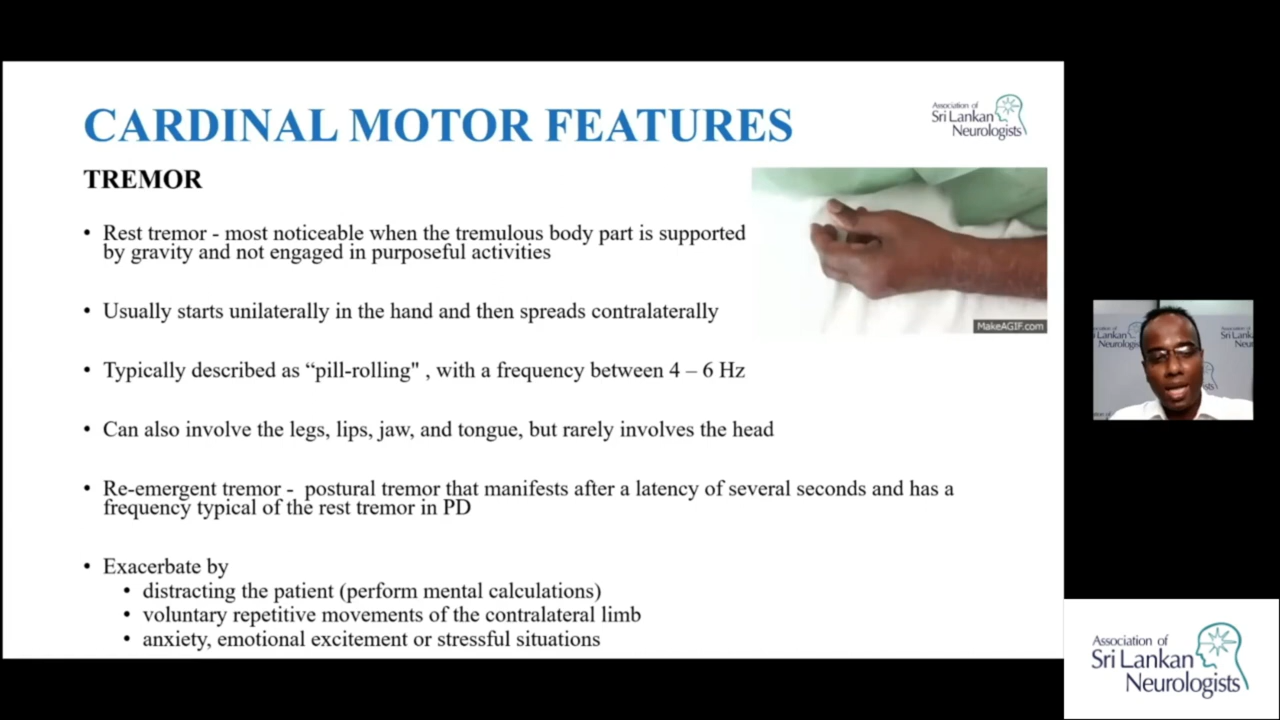 CARDINAL MOTOR FEATURES
Association of
Sri Lankan
Neurologists
TREMOR
• Rest tremor - most noticeable when the tremulous body part is supported
by gravity and not engaged in purposeful activities
• Usually starts unilaterally in the hand and then spreads contralaterally
MakeAGIF.com
• Typically described as “pill-rolling" , with a frequency between 4 – 6 Hz
• Can also involve the legs, lips, jaw, and tongue, but rarely involves the head
• Re-emergent tremor - postural tremor that manifests after a latency of several seconds and has a
frequency typical of the rest tremor in PD
• Exacerbate by
• distracting the patient (perform mental calculations)
• voluntary repetitive movements of the contralateral limb
• anxiety, emotional excitement or stressful situations
Association of
Sri Lankan
Neurologists